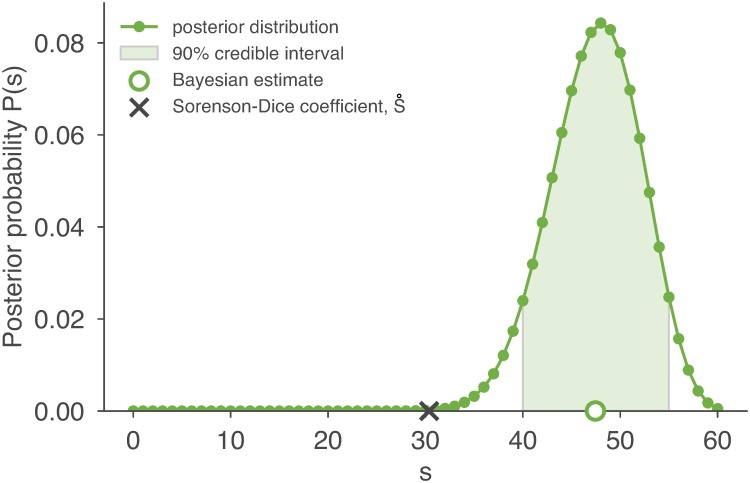 posterior distribution
90% credible interval
Bayesian estimate
Sorenson-Dice coefficient, S̊
Posterior probability P(s)
0.08
0.06
0.04
0.02
0.00
0 10 20 30 40 50 60
s